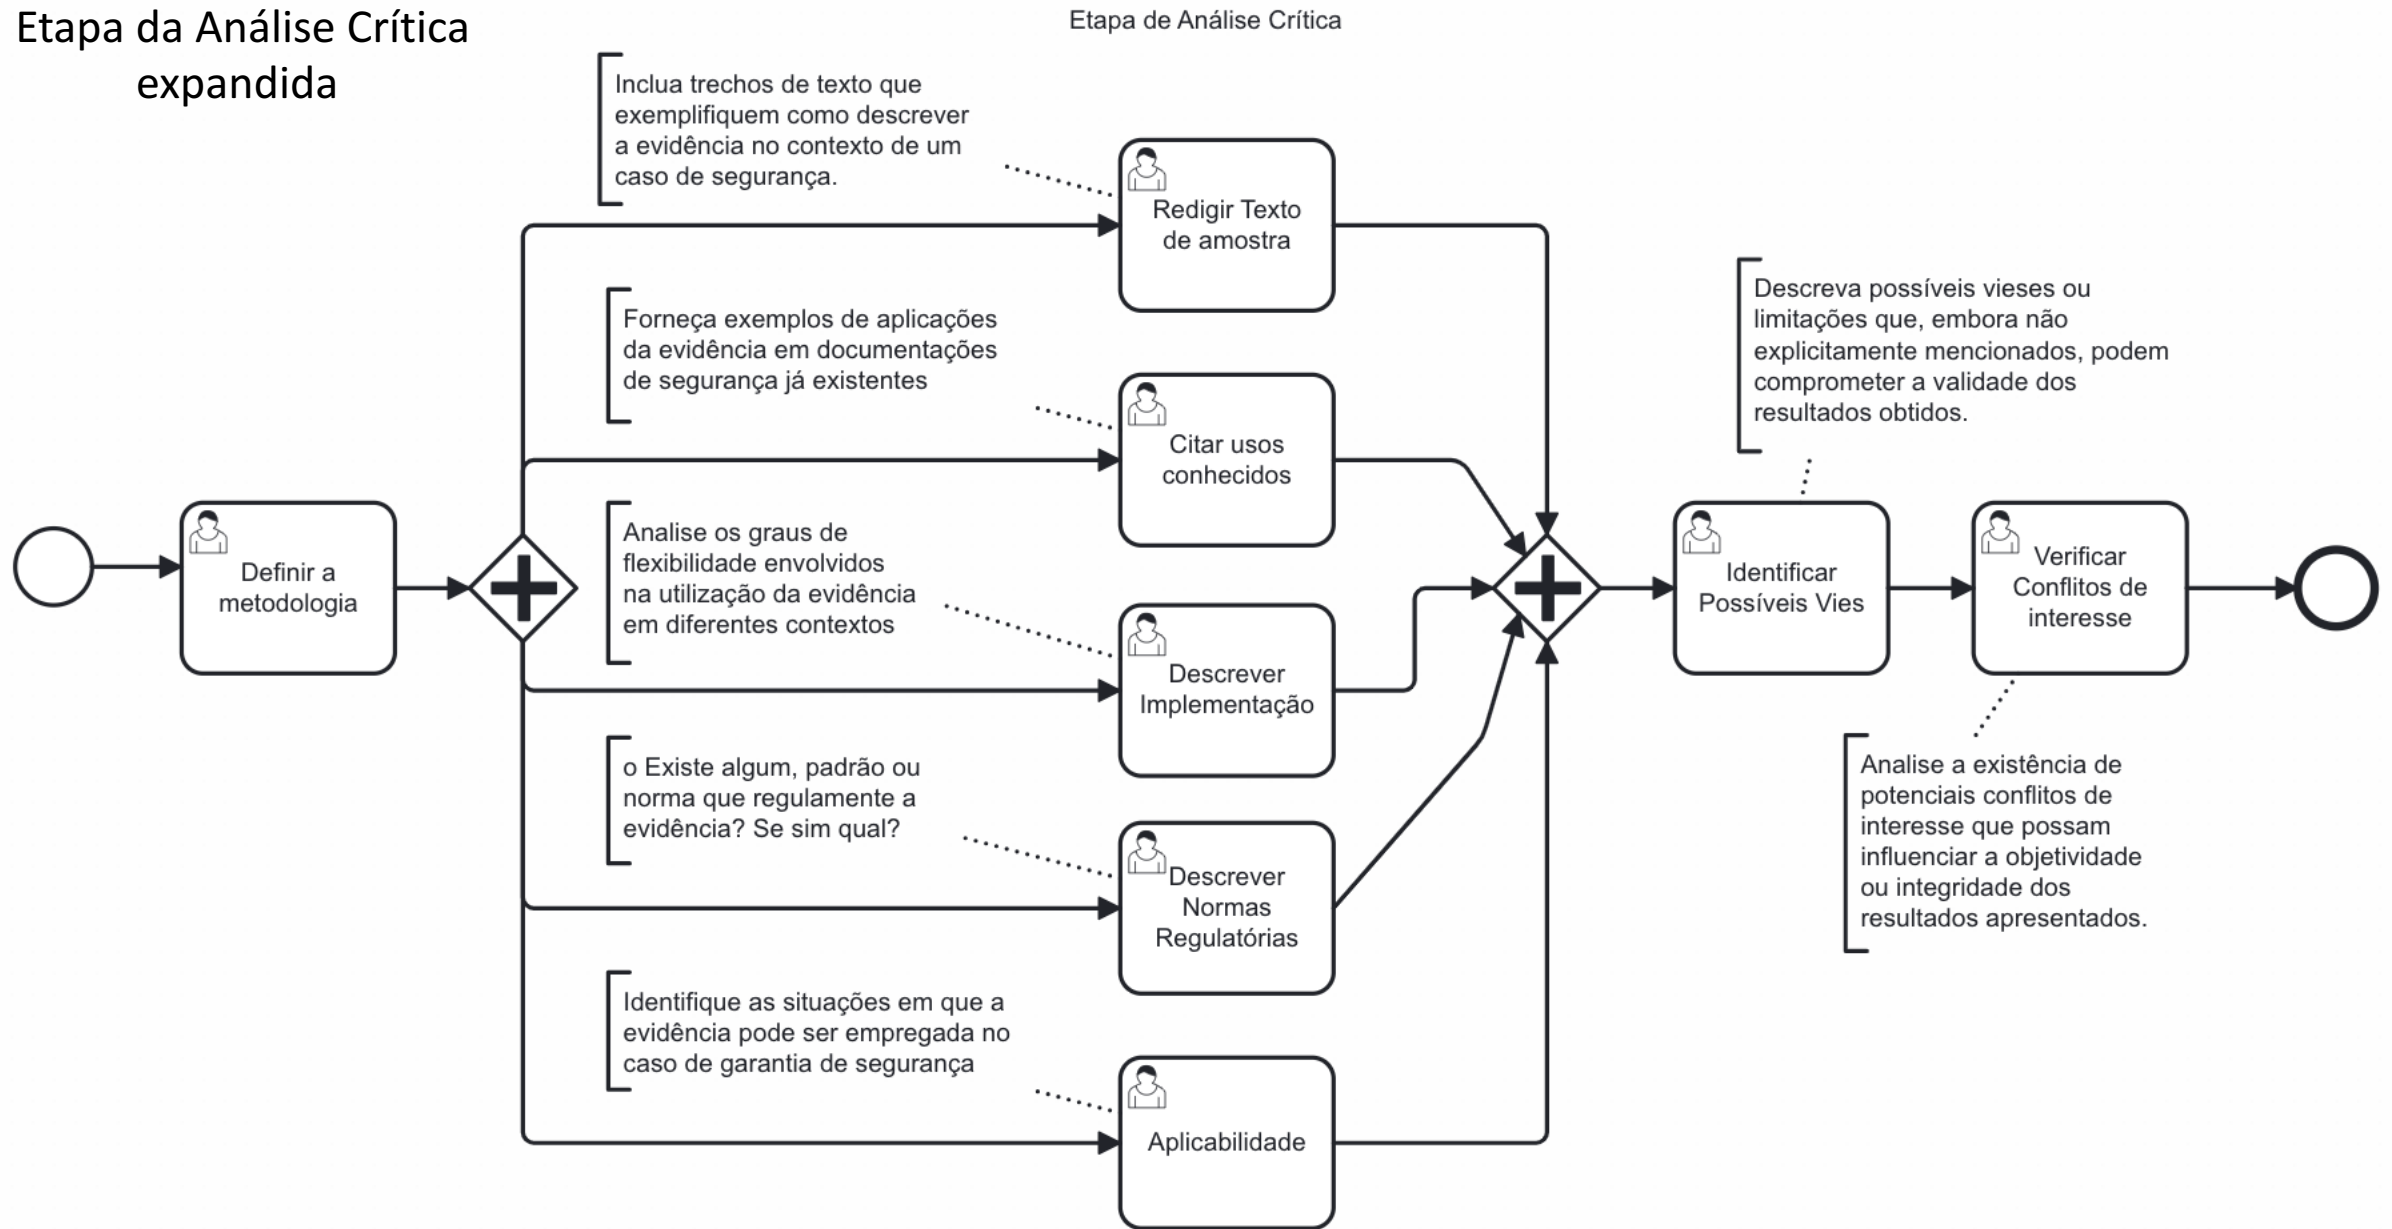 Etapa da Análise Crítica
expandida
Etapa de Análise Crítica
Inclua trechos de texto que
exemplifiquem como descrever
a evidência no contexto de um
caso de segurança.
Redigir Texto
de amostra
Forneça exemplos de aplicações
da evidência em documentações
de segurança já existentes
Citar usos
conhecidos
Descreva possíveis vieses ou
limitações que, embora não
explicitamente mencionados, podem
comprometer a validade dos
resultados obtidos.
Definir a
metodologia
Analise os graus de
flexibilidade envolvidos
na utilização da evidência
em diferentes contextos
Descrever
Implementação
Identificar
Possíveis Vies
Verificar
Conflitos de
interesse
o Existe algum, padrão ou
norma que regulamente a
evidência? Se sim qual?
Descrever
Normas
Regulatórias
Analise a existência de
potenciais conflitos de
interesse que possam
influenciar a objetividade
ou integridade dos
resultados apresentados.
Identifique as situações em que a
evidência pode ser empregada no
caso de garantia de segurança
Aplicabilidade